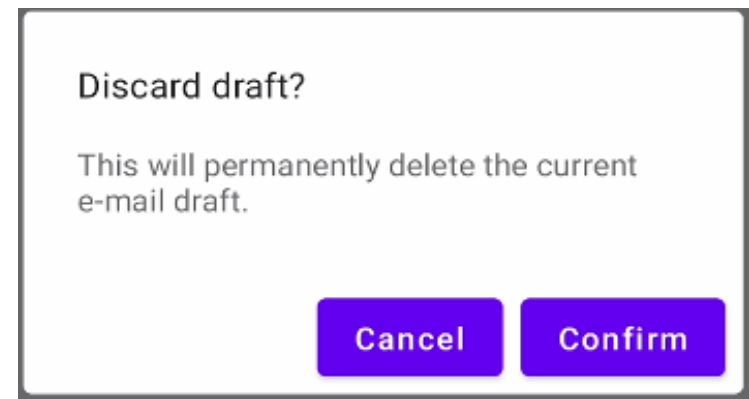 Discard draft?
This will permanently delete the current
e-mail draft.
Cancel Confirm